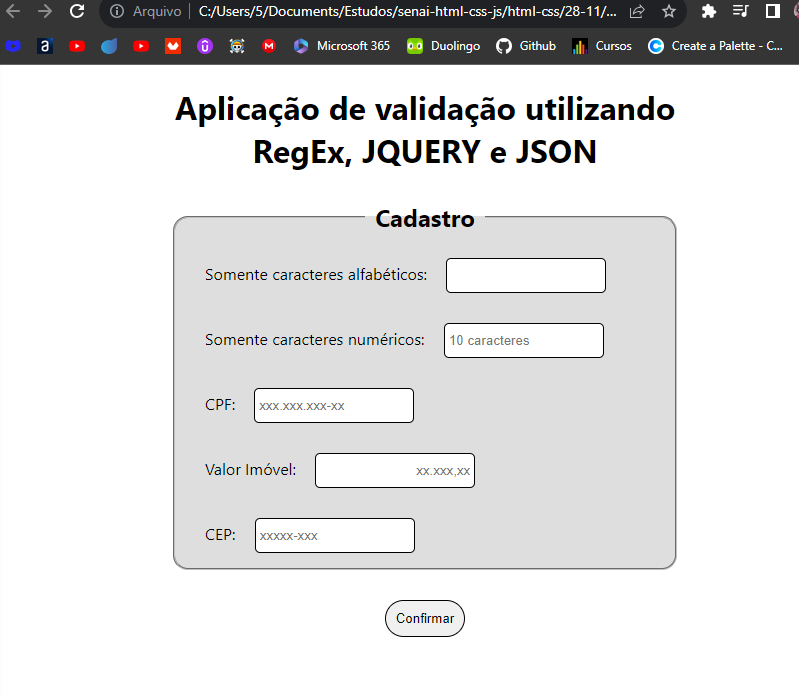 Arquivo | C:/Users/5/Documents/Estudos/senai-html-css-js/html-css/28-11/...
a Microsoft 365 Duolingo Github Cursos Create a Palette - C...
Aplicação de validação utilizando
RegEx, JQUERY e JSON
Cadastro
Somente caracteres alfabéticos:
Somente caracteres numéricos: 10 caracteres
CPF: xxx.xxx.xxx-xx
Valor Imóvel: xx.xxx,xx
CEP: xxxxx-xxx
Confirmar